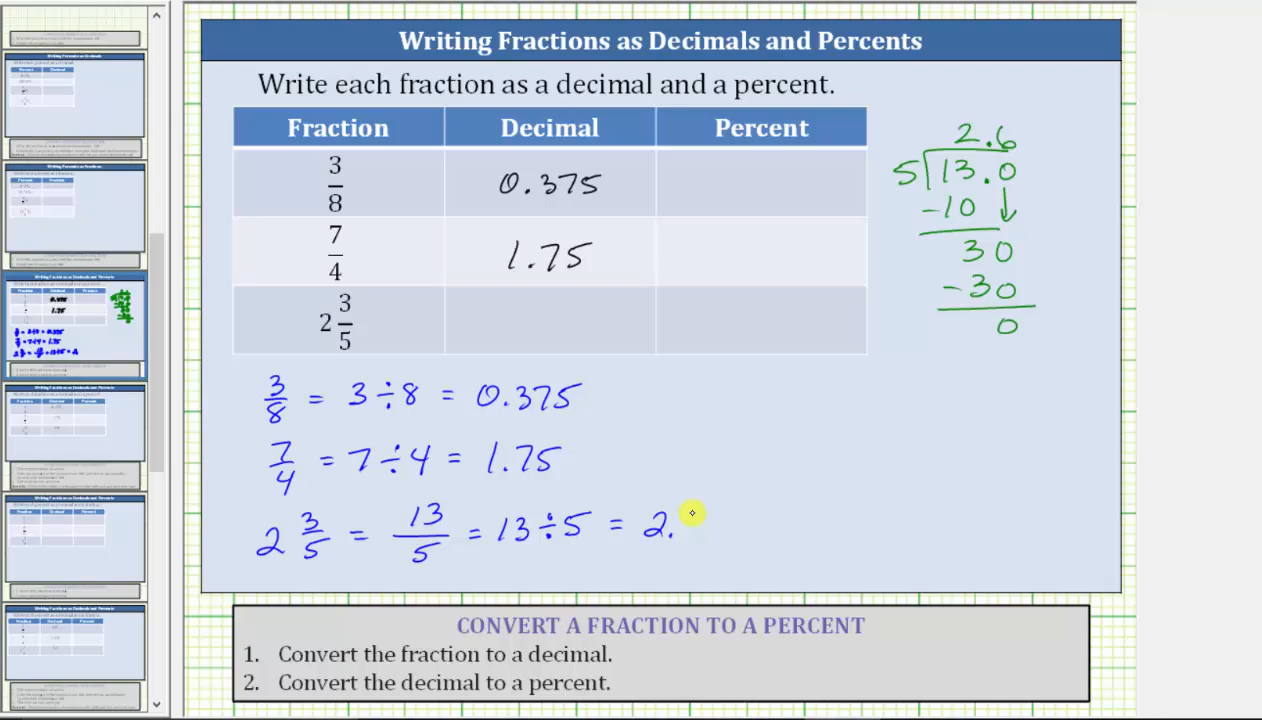 Writing Fractions as Decimals and Percents
Write each fraction as a decimal and a percent.
Fraction Decimal Percent
3/8 0.375
7/4 1.75
2 3/5
3/8 = 3 ÷ 8 = 0.375
7/4 = 7 ÷ 4 = 1.75
2 3/5 = 13/5 = 13 ÷ 5 = 2.
2.6
5 13.0
-10
30
-30
0
CONVERT A FRACTION TO A PERCENT
1. Convert the fraction to a decimal.
2. Convert the decimal to a percent.